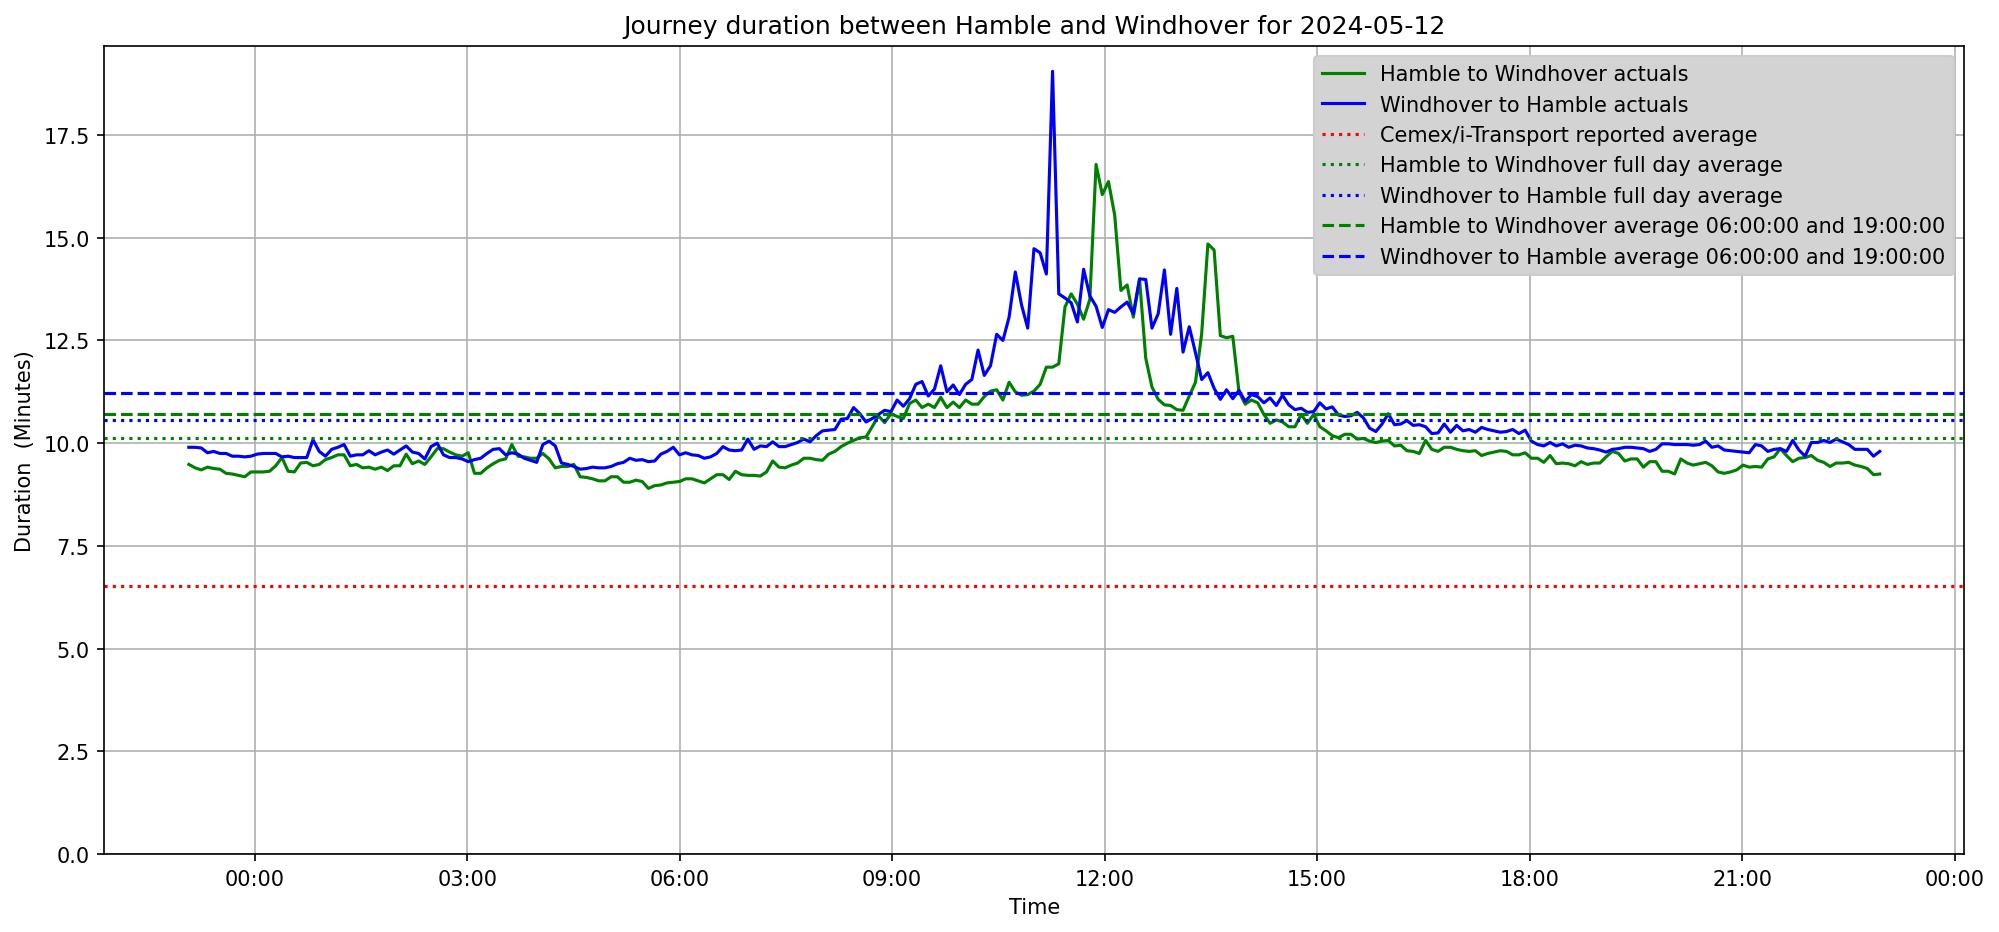 Journey duration between Hamble and Windhover for 2024-05-12
Hamble to Windhover actuals
Windhover to Hamble actuals
Cemex/i-Transport reported average
Hamble to Windhover full day average
Windhover to Hamble full day average
Hamble to Windhover average 06:00:00 and 19:00:00
Windhover to Hamble average 06:00:00 and 19:00:00
Duration (Minutes)
17.5
15.0
12.5
10.0
7.5
5.0
2.5
0.0
00:00 03:00 06:00 09:00 12:00 15:00 18:00 21:00 00:00
Time